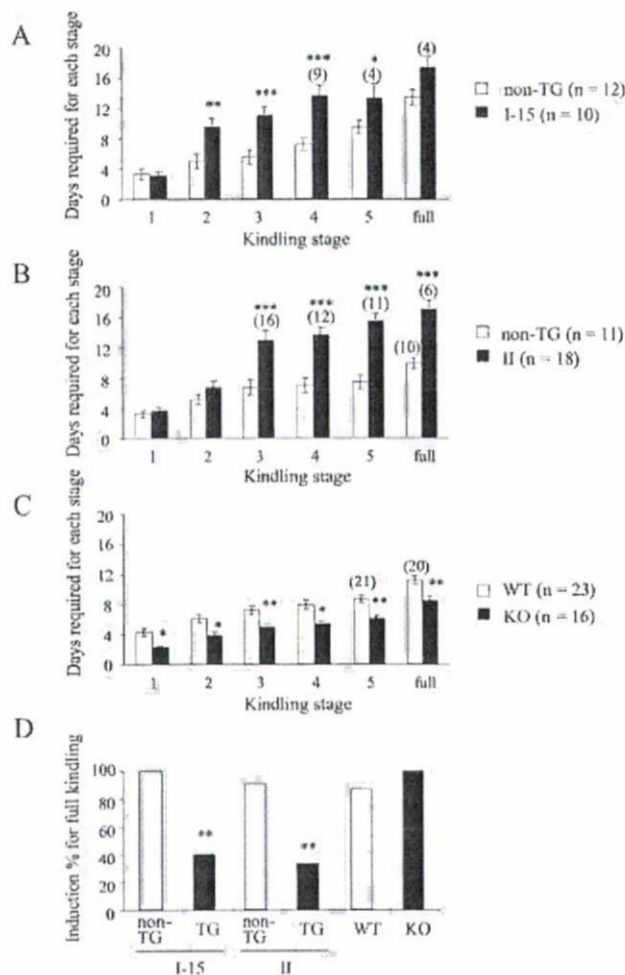 A
Days required for each stage
20
16
12
8
4
0
**
***
***
(9)
*
(4)
(4)
1 2 3 4 5 full
Kindling stage
non-TG (n = 12)
I-15 (n = 10)
B
Days required for each stage
20
16
12
8
4
0
***
(16)
***
(12)
***
(11)
***
(6)
(10)
1 2 3 4 5 full
Kindling stage
non-TG (n = 11)
II (n = 18)
C
Days required for each stage
20
16
12
8
4
0
*
*
**
*
(21)
**
(20)
**
1 2 3 4 5 full
Kindling stage
WT (n = 23)
KO (n = 16)
D
Induction % for full kindling
100
80
60
40
20
0
**
**
non-TG TG non-TG TG WT KO
I-15 II